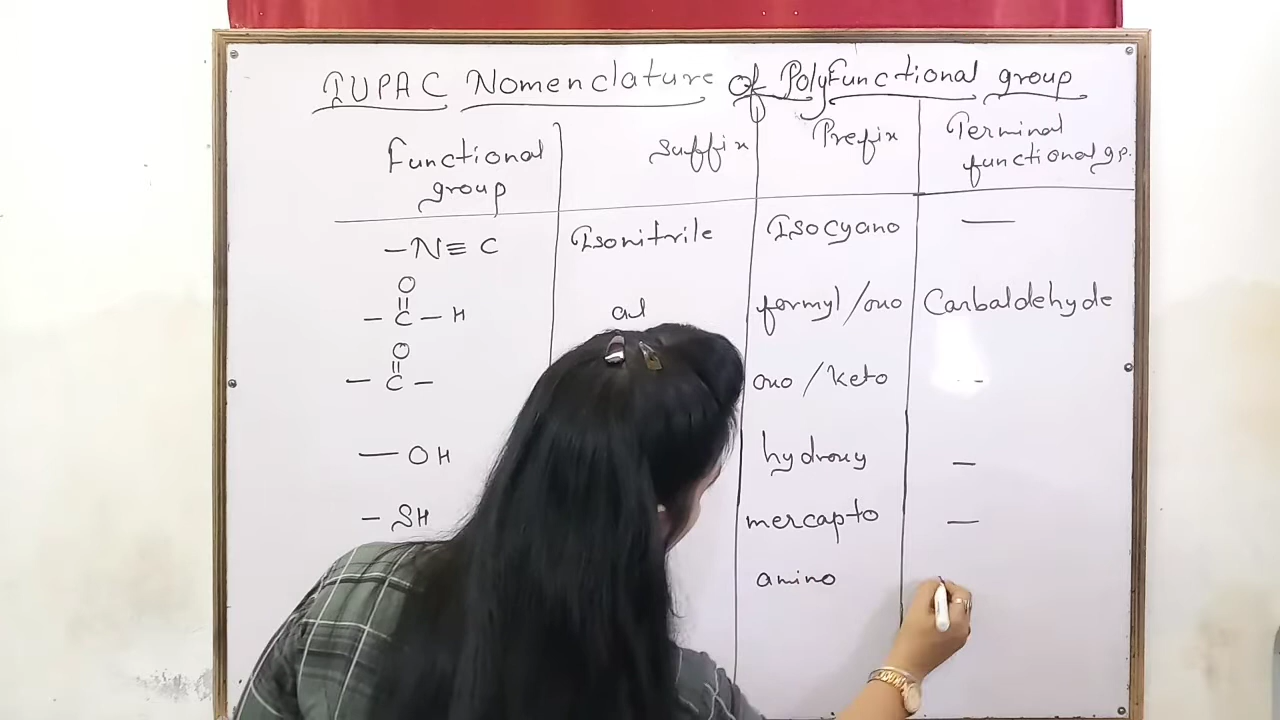 IUPAC Nomenclature of PolyFunctional group
Functional group Suffix Prefix Terminal functional gp.
–N≡C Isonitrile Isocyano —
O
||
–C–H al formyl/oxo Carbaldehyde
O
||
–C– oxo/keto -
–OH hydroxy –
–SH mercapto —
amino